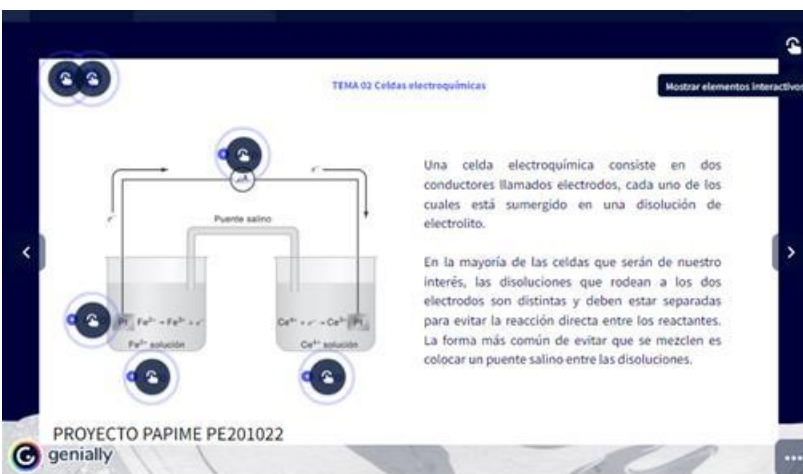 TEMA 02 Celdas electroquímicas
Mostrar elementos interactivos
e⁻
e⁻
Puente salino
Pt Fe²⁺ → Fe³⁺ + e⁻
Ce⁴⁺ + e⁻ → Ce³⁺ Pt
Fe²⁺ solución
Ce⁴⁺ solución
Una celda electroquímica consiste en dos
conductores llamados electrodos, cada uno de los
cuales está sumergido en una disolución de
electrolito.
En la mayoría de las celdas que serán de nuestro
interés, las disoluciones que rodean a los dos
electrodos son distintas y deben estar separadas
para evitar la reacción directa entre los reactantes.
La forma más común de evitar que se mezclen es
colocar un puente salino entre las disoluciones.
PROYECTO PAPIME PE201022
genially